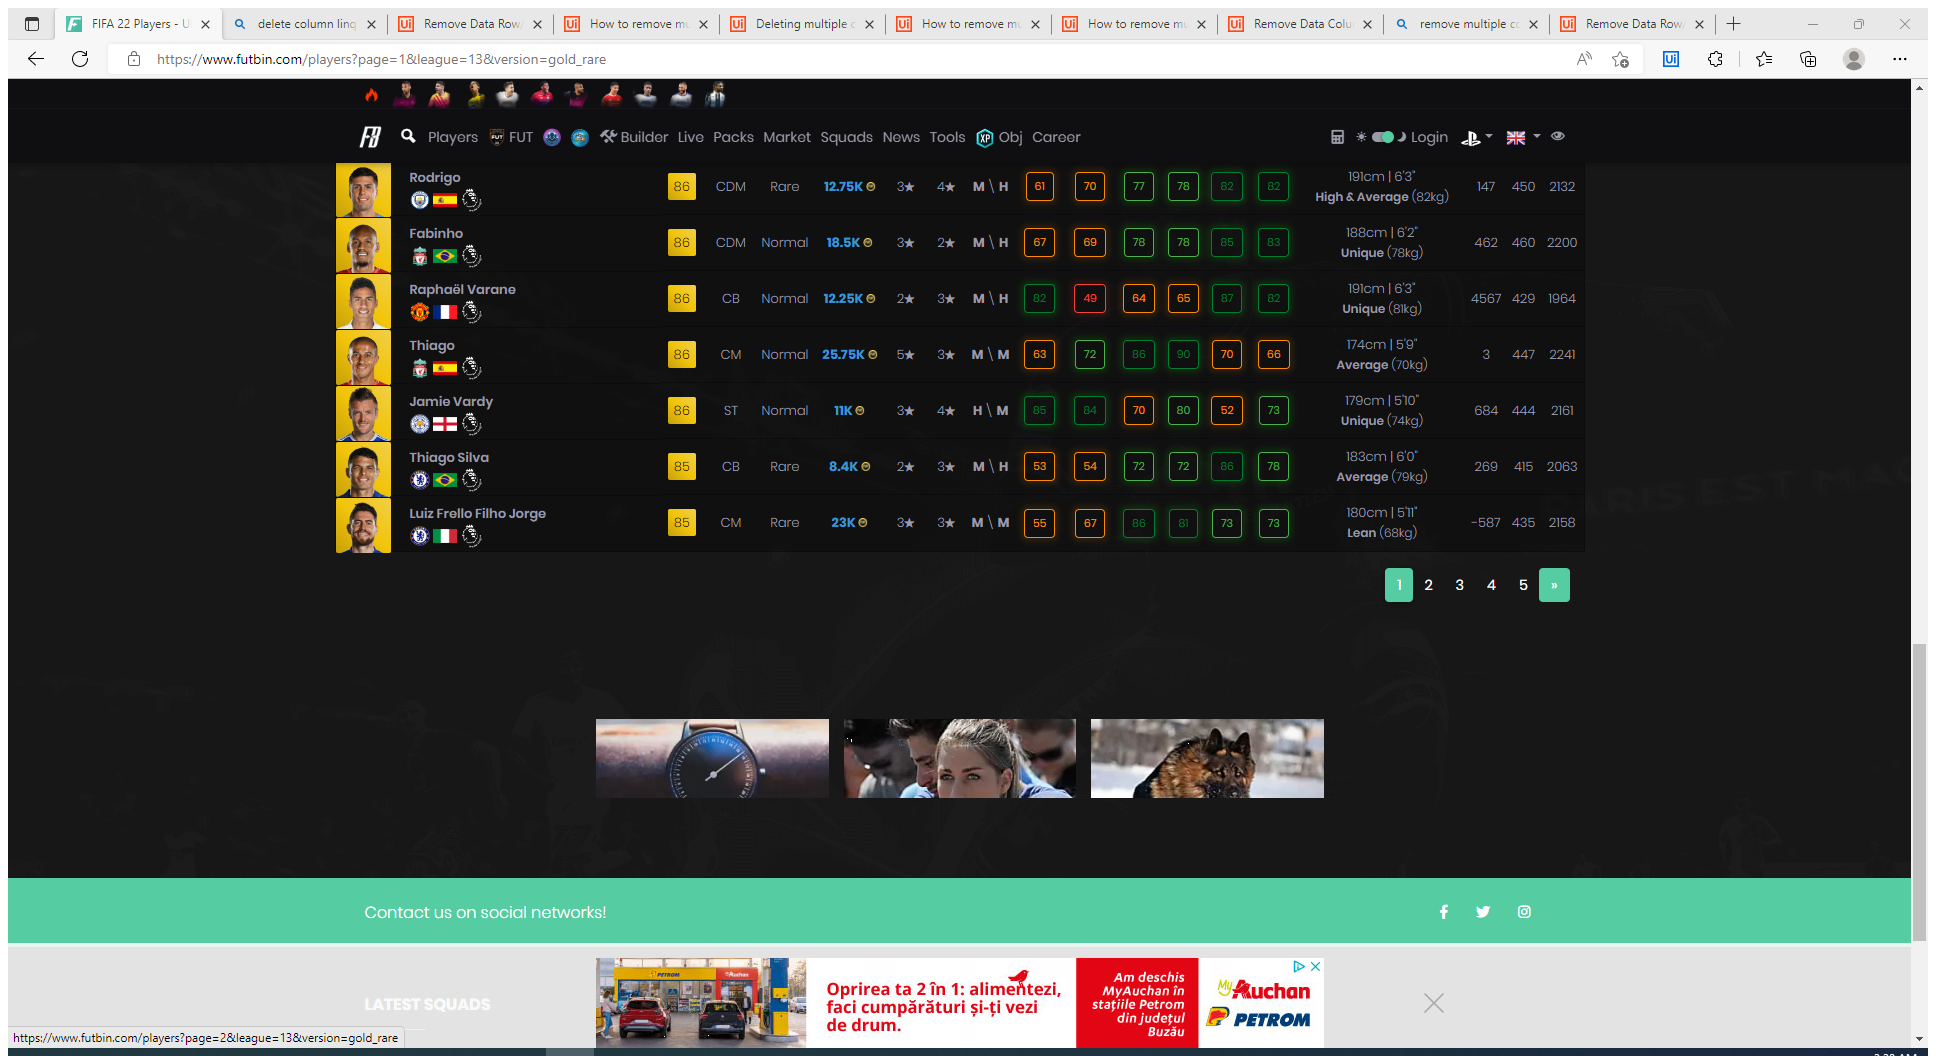 FIFA 22 Players - U
delete column linq
Remove Data Row/
How to remove mu
Deleting multiple c
How to remove mu
How to remove mu
Remove Data Colu
remove multiple co
Remove Data Row/
https://www.futbin.com/players?page=1&league=13&version=gold_rare
Players FUT Builder Live Packs Market Squads News Tools XP Obj Career Login
Rodrigo 86 CDM Rare 12.75K 3★ 4★ M \ H 61 70 77 78 82 82 191cm | 6'3" 147 450 2132
High & Average (82kg)
Fabinho 86 CDM Normal 18.5K 3★ 2★ M \ H 67 69 78 78 85 83 188cm | 6'2" 462 460 2200
Unique (78kg)
Raphaël Varane 86 CB Normal 12.25K 2★ 3★ M \ H 82 49 64 65 87 82 191cm | 6'3" 4567 429 1964
Unique (81kg)
Thiago 86 CM Normal 25.75K 5★ 3★ M \ M 63 72 86 90 70 66 174cm | 5'9" 3 447 2241
Average (70kg)
Jamie Vardy 86 ST Normal 11K 3★ 4★ H \ M 85 84 70 80 52 73 179cm | 5'10" 684 444 2161
Unique (74kg)
Thiago Silva 85 CB Rare 8.4K 2★ 3★ M \ H 53 54 72 72 86 78 183cm | 6'0" 269 415 2063
Average (79kg)
Luiz Frello Filho Jorge 85 CM Rare 23K 3★ 3★ M \ M 55 67 86 81 73 73 180cm | 5'11" -587 435 2158
Lean (68kg)
1 2 3 4 5 »
Contact us on social networks!
LATEST SQUADS
PETROM
Auchan
Oprirea ta 2 în 1: alimentezi,
faci cumpărături și-ți vezi
de drum.
Am deschis
MyAuchan în
stațiile Petrom
din județul
Buzău
My Auchan
PETROM
https://www.futbin.com/players?page=2&league=13&version=gold_rare